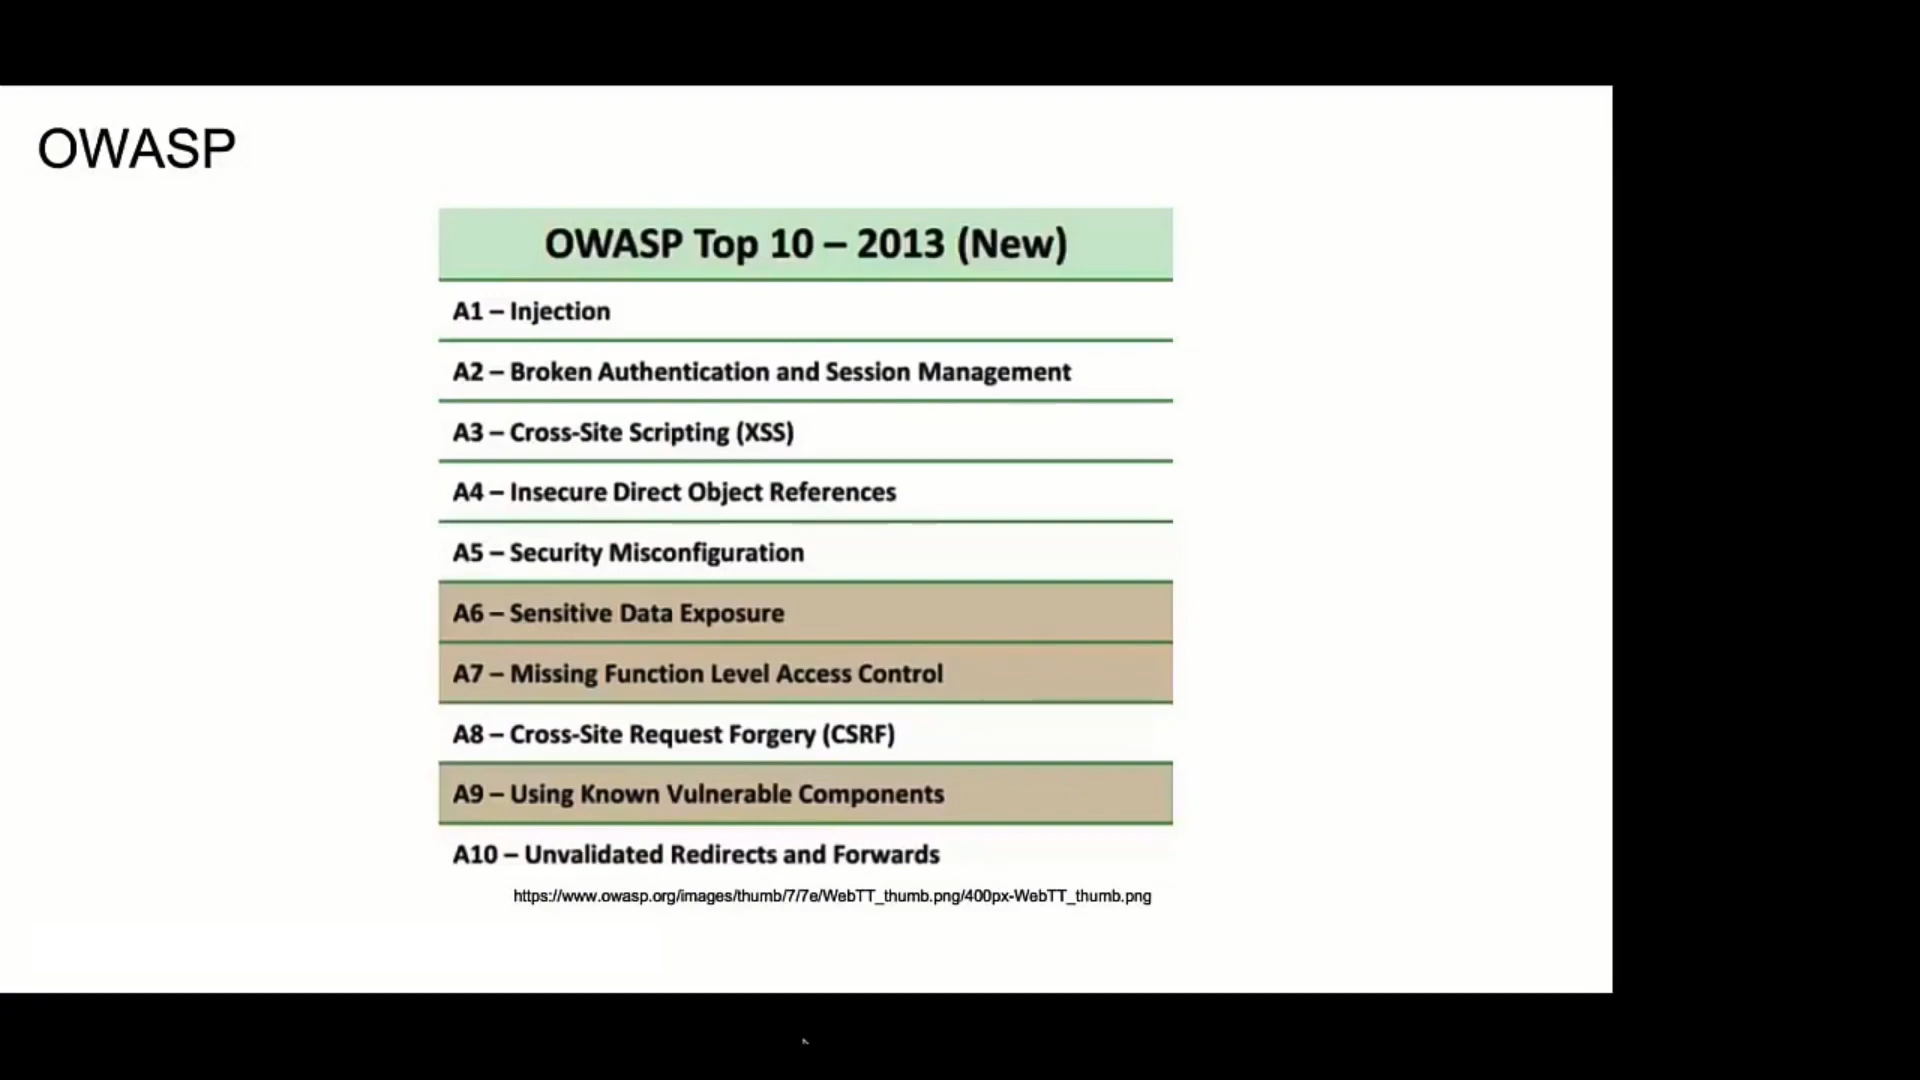 OWASP
OWASP Top 10 – 2013 (New)
A1 – Injection
A2 – Broken Authentication and Session Management
A3 – Cross-Site Scripting (XSS)
A4 – Insecure Direct Object References
A5 – Security Misconfiguration
A6 – Sensitive Data Exposure
A7 – Missing Function Level Access Control
A8 – Cross-Site Request Forgery (CSRF)
A9 – Using Known Vulnerable Components
A10 – Unvalidated Redirects and Forwards
https://www.owasp.org/images/thumb/7/7e/WebTT_thumb.png/400px-WebTT_thumb.png